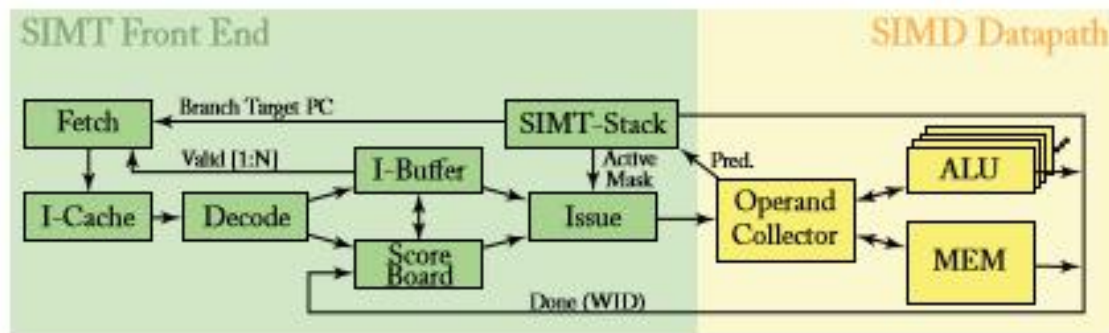 SIMT Front End
SIMD Datapath
Fetch
Branch Target PC
SIMT-Stack
Valid [1:N]
I-Buffer
Active
Mask
Pred.
ALU
I-Cache
Decode
Issue
Operand
Collector
Score
Board
MEM
Done (WID)